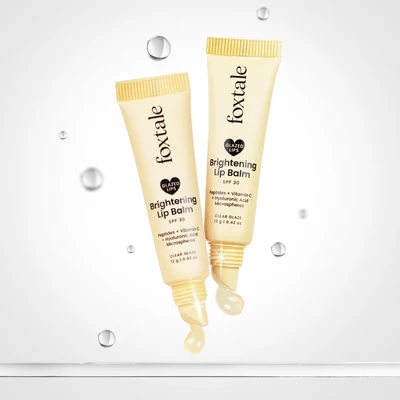 foxtale
GLAZED
LIPS
Brightening
Lip Balm
SPF 30
Peptides + Vitamin C
+ Hyaluronic Acid
Microspheres
CLEAR GLAZE
12 g | 0.42 oz
foxtale
GLAZED
LIPS
Brightening
Lip Balm
SPF 30
Peptides + Vitamin C
+ Hyaluronic Acid
Microspheres
CLEAR GLAZE
12 g | 0.42 oz